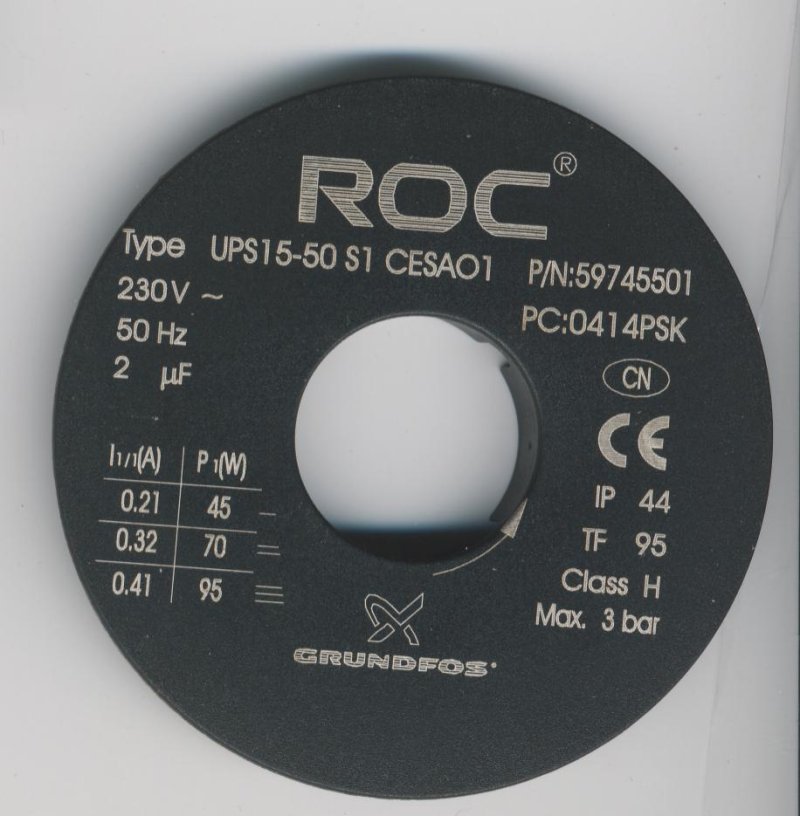 ROC®
Type UPS15-50 S1 CESAO1 P/N:59745501
230V ~
50 Hz
2 µF
PC:0414PSK
CN
CE
I1/1(A) P1(W)
0.21 45
0.32 70
0.41 95
IP 44
TF 95
Class H
Max. 3 bar
GRUNDFOS